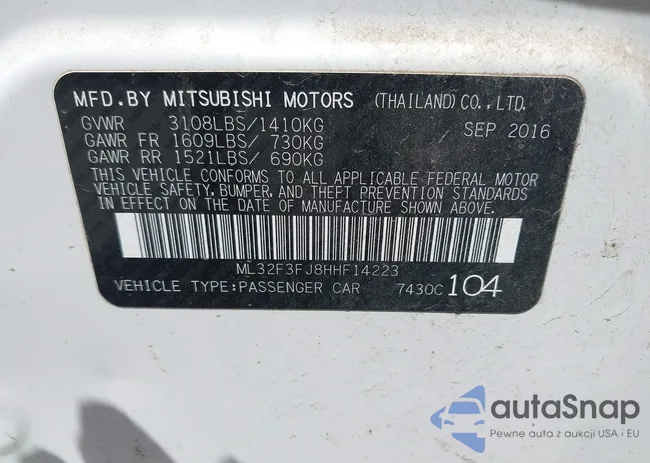 MFD.BY MITSUBISHI MOTORS (THAILAND) CO.,LTD.
GVWR 3108LBS/1410KG SEP 2016
GAWR FR 1609LBS/ 730KG
GAWR RR 1521LBS/ 690KG
THIS VEHICLE CONFORMS TO ALL APPLICABLE FEDERAL MOTOR
VEHICLE SAFETY, BUMPER, AND THEFT PREVENTION STANDARDS
IN EFFECT ON THE DATE OF MANUFACTURE SHOWN ABOVE.
ML32F3FJ8HHF14223
VEHICLE TYPE:PASSENGER CAR 7430C 104
autaSnap
Pewne auta z aukcji USA i EU